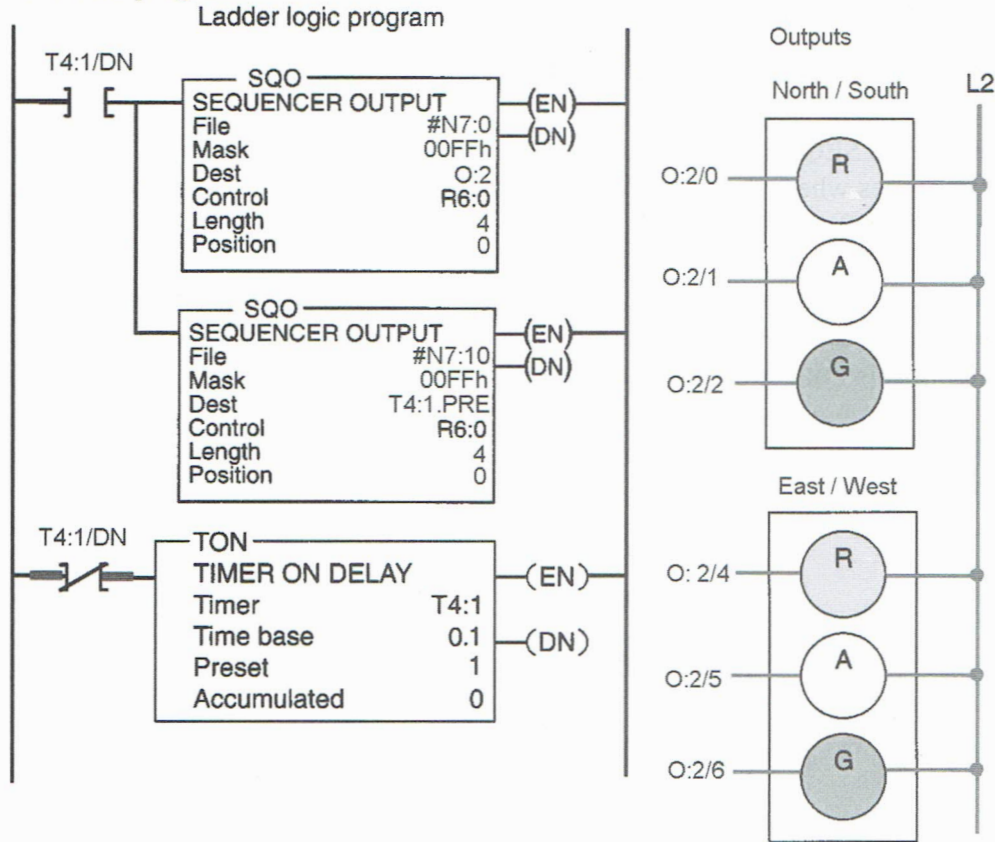 Ladder logic program
T4:1/DN
SQO
SEQUENCER OUTPUT
File #N7:0
Mask 00FFh
Dest O:2
Control R6:0
Length 4
Position 0
(EN)
(DN)
SQO
SEQUENCER OUTPUT
File #N7:10
Mask 00FFh
Dest T4:1.PRE
Control R6:0
Length 4
Position 0
(EN)
(DN)
T4:1/DN
TON
TIMER ON DELAY
Timer T4:1
Time base 0.1
Preset 1
Accumulated 0
(EN)
(DN)
Outputs
North / South
L2
O:2/0
R
O:2/1
A
O:2/2
G
East / West
O: 2/4
R
O:2/5
A
O:2/6
G